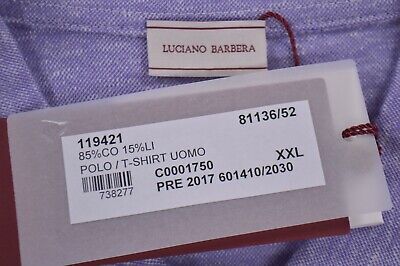 LUCIANO BARBERA
119421
81136/52
85%CO 15%LI
POLO / T-SHIRT UOMO
C0001750
XXL
738277
PRE 2017 601410/2030